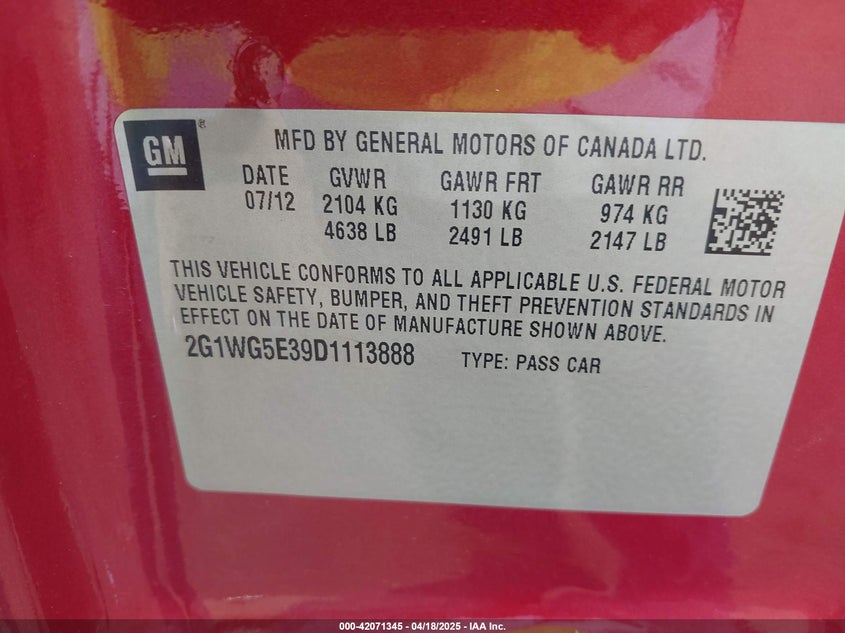 GM®
MFD BY GENERAL MOTORS OF CANADA LTD.
DATE GVWR GAWR FRT GAWR RR
07/12 2104 KG 1130 KG 974 KG
4638 LB 2491 LB 2147 LB
THIS VEHICLE CONFORMS TO ALL APPLICABLE U.S. FEDERAL MOTOR
VEHICLE SAFETY, BUMPER, AND THEFT PREVENTION STANDARDS IN
EFFECT ON THE DATE OF MANUFACTURE SHOWN ABOVE.
2G1WG5E39D1113888 TYPE: PASS CAR
000-42071345 | 04/18/2025 - IAA Inc.